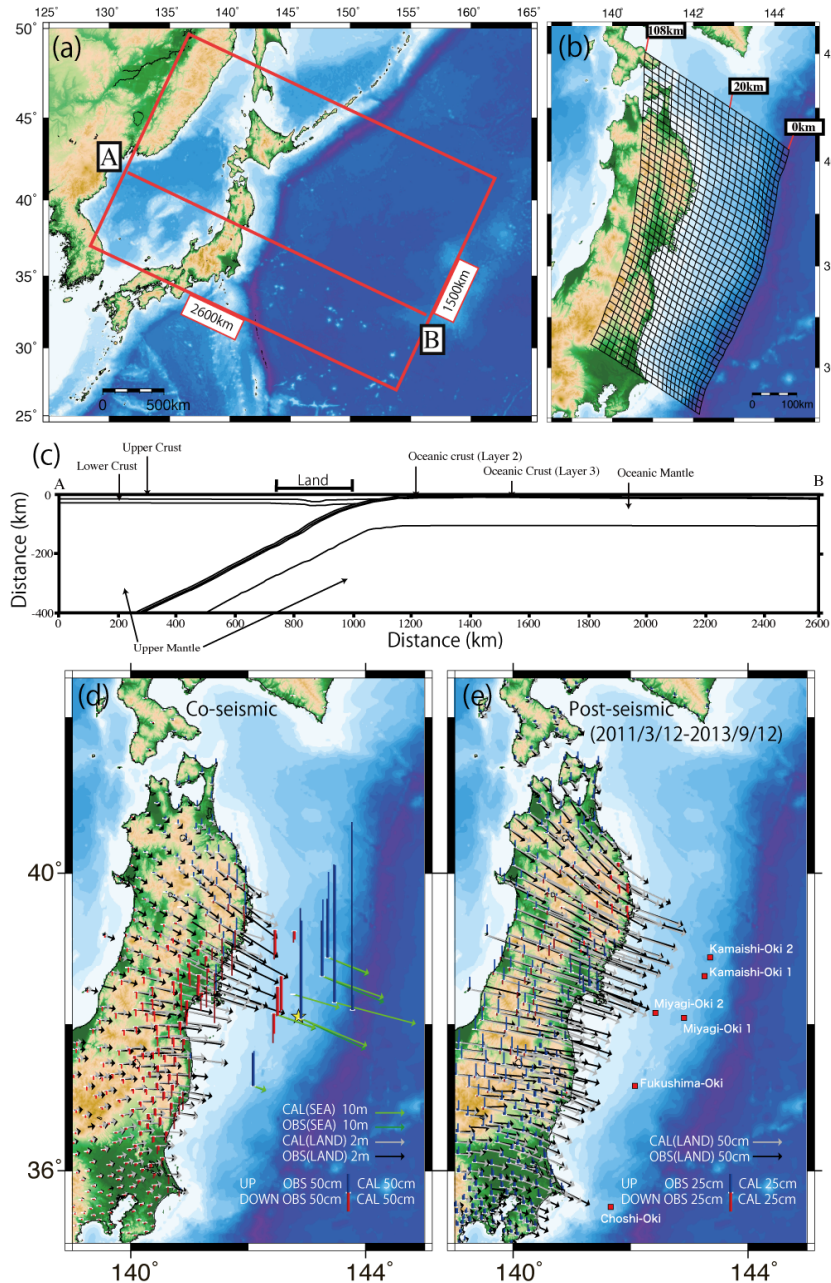 125° 130° 135° 140° 145° 150° 155° 160° 165°
50°
45°
40°
35°
30°
25°
(a)
A
B
2600km
1500km
0 500km
140 142 144
(b)
108km
20km
0km
4
4
3
3
0 100km
(c)
A
Lower Crust
Upper Crust
Land
Oceanic crust (Layer 2)
Oceanic Crust (Layer 3)
Oceanic Mantle
B
Distance (km)
0
-200
-400
0 200 400 600 800 1000 1200 1400 1600 1800 2000 2200 2400 2600
Upper Mantle
Distance (km)
(d)
Co-seismic
40°
36°
CAL(SEA) 10m
OBS(SEA) 10m
CAL(LAND) 2m
OBS(LAND) 2m
UP OBS 50cm CAL 50cm
DOWN OBS 50cm CAL 50cm
140° 144°
(e)
Post-seismic
(2011/3/12-2013/9/12)
Kamaishi-Oki 2
Kamaishi-Oki 1
Miyagi-Oki 2
Miyagi-Oki 1
Fukushima-Oki
CAL(LAND) 50cm
OBS(LAND) 50cm
UP OBS 25cm CAL 25cm
DOWN OBS 25cm CAL 25cm
Choshi-Oki
140° 144°